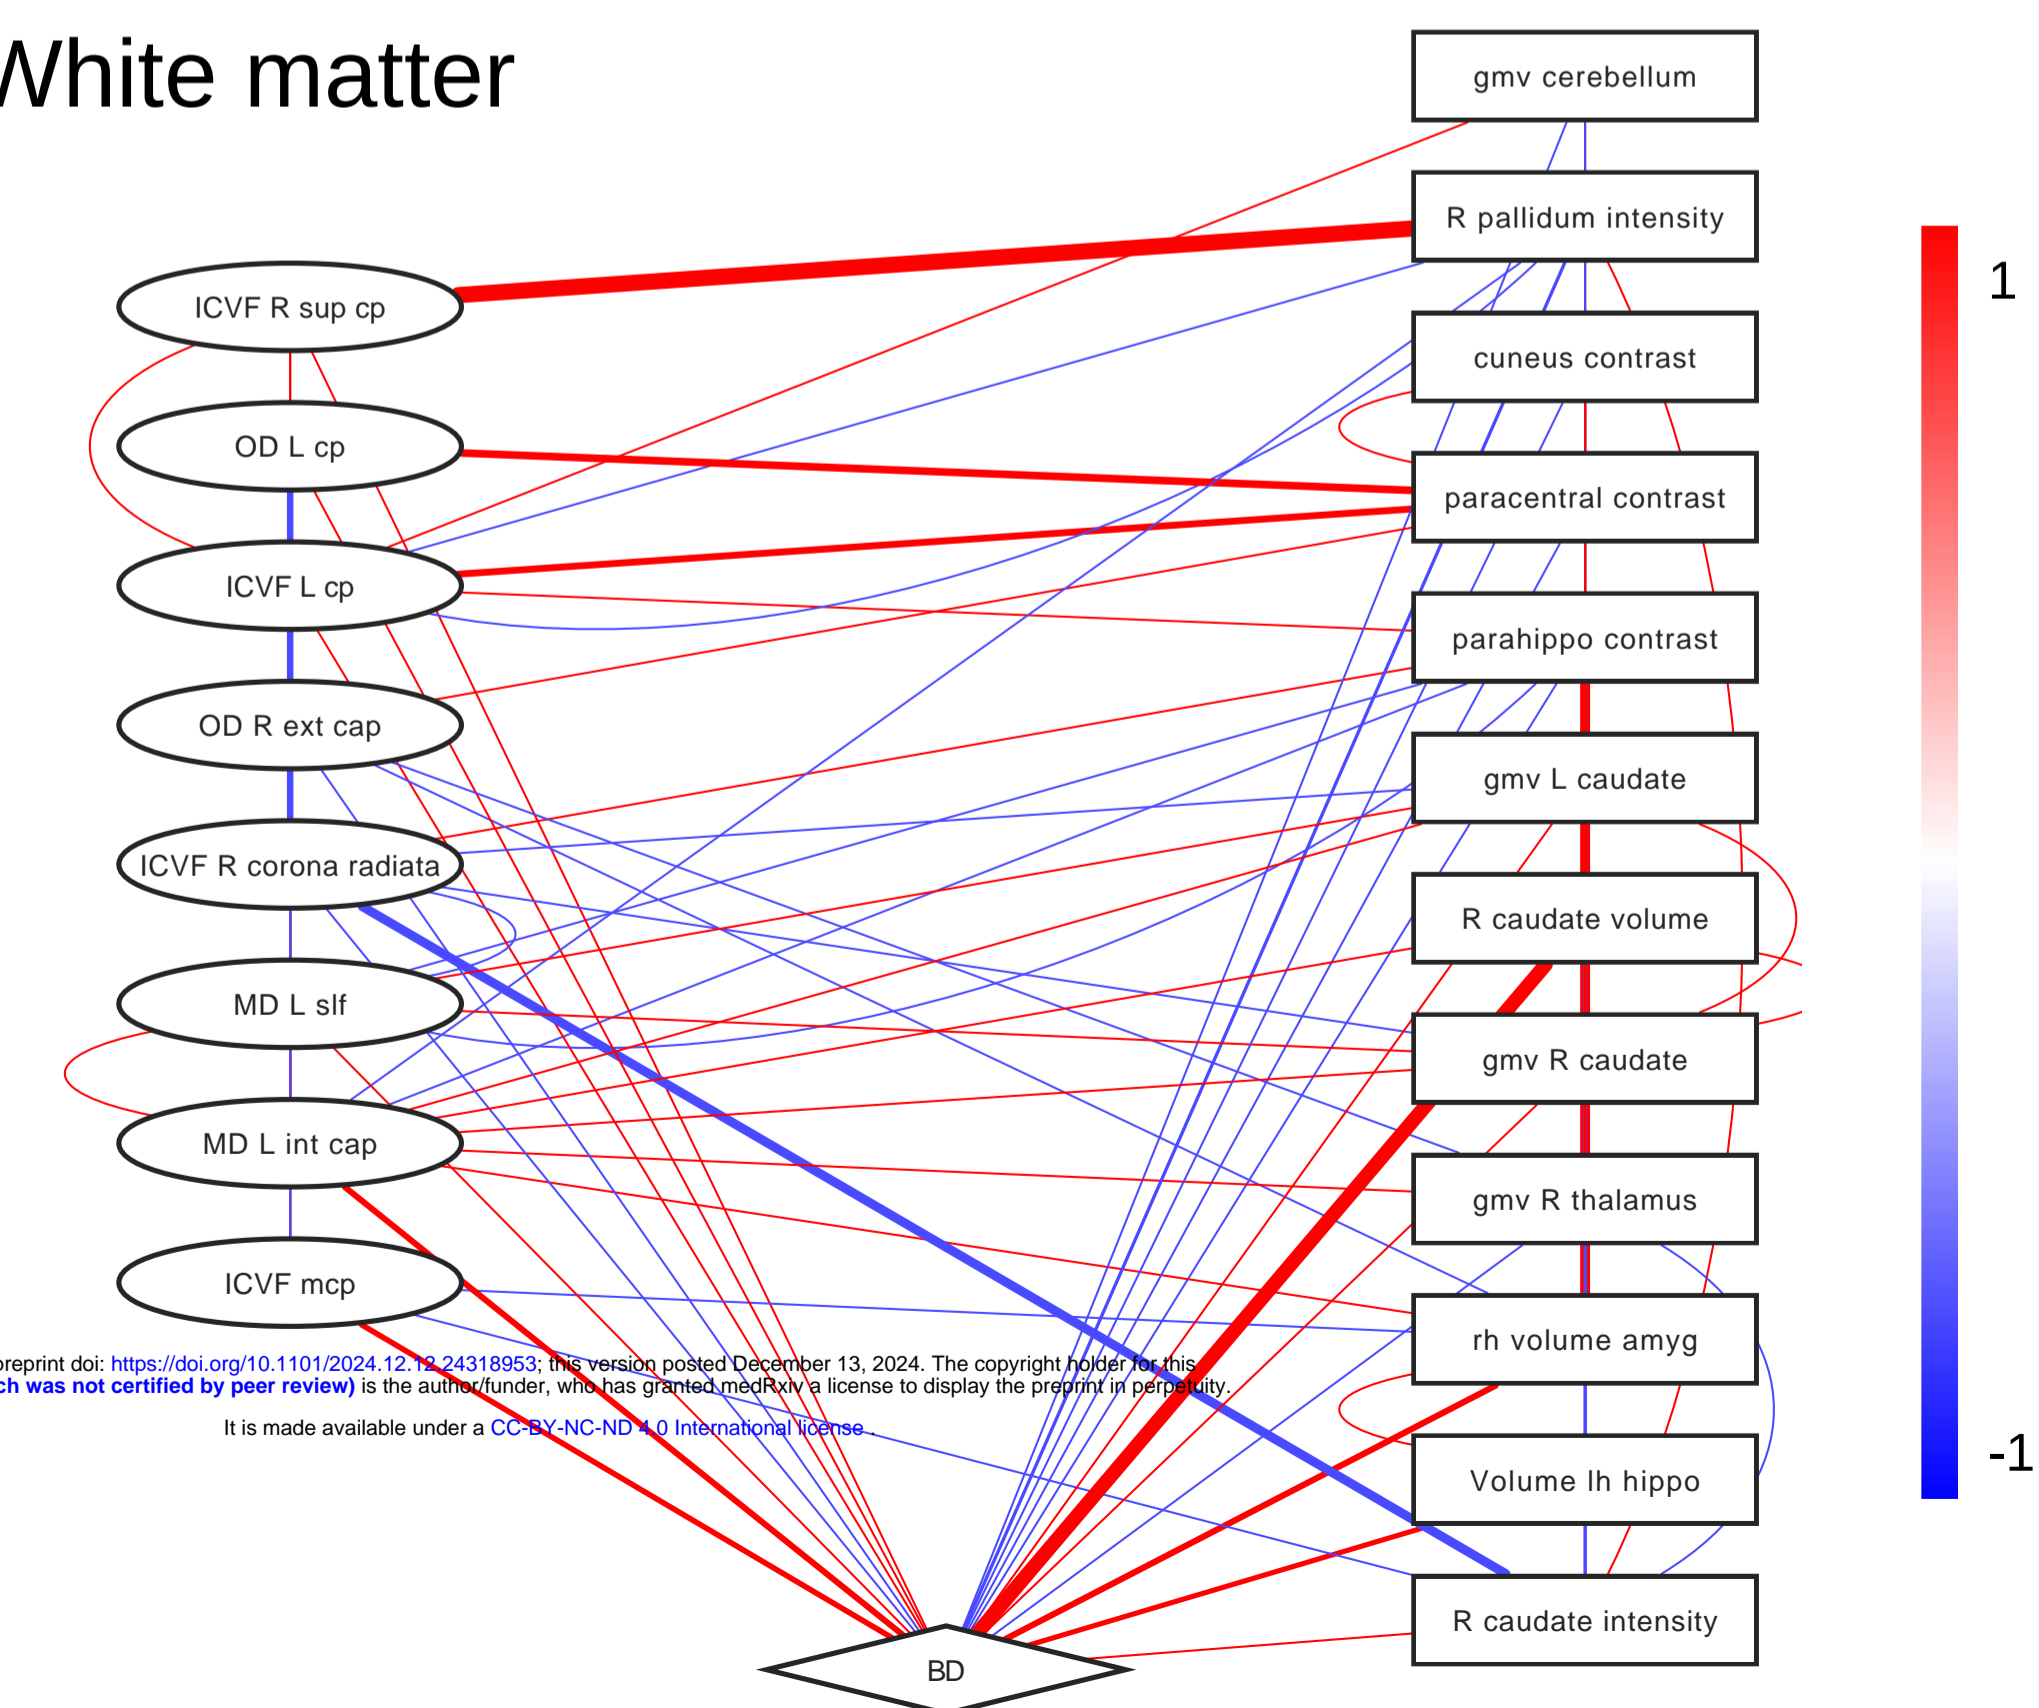 White matter
gmv cerebellum
R pallidum intensity
cuneus contrast
paracentral contrast
parahippo contrast
gmv L caudate
R caudate volume
gmv R caudate
gmv R thalamus
rh volume amyg
Volume lh hippo
R caudate intensity
ICVF R sup cp
OD L cp
ICVF L cp
OD R ext cap
ICVF R corona radiata
MD L slf
MD L int cap
ICVF mcp
BD
1
-1
preprint doi: https://doi.org/10.1101/2024.12.12.24318953; this version posted December 13, 2024. The copyright holder for this
was not certified by peer review) is the author/funder, who has granted medRxiv a license to display the preprint in perpetuity.
It is made available under a CC-BY-NC-ND 4.0 International license .